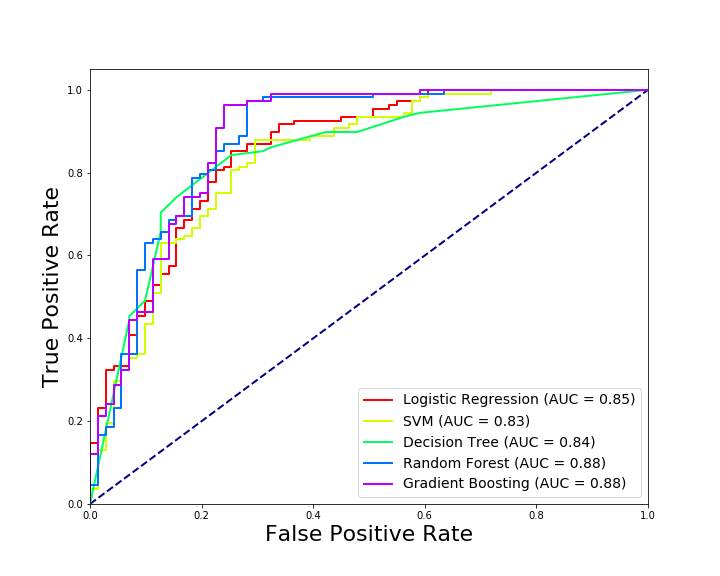 True Positive Rate
1.0
0.8
0.6
0.4
0.2
0.0
0.0 0.2 0.4 0.6 0.8 1.0
False Positive Rate
Logistic Regression (AUC = 0.85)
SVM (AUC = 0.83)
Decision Tree (AUC = 0.84)
Random Forest (AUC = 0.88)
Gradient Boosting (AUC = 0.88)